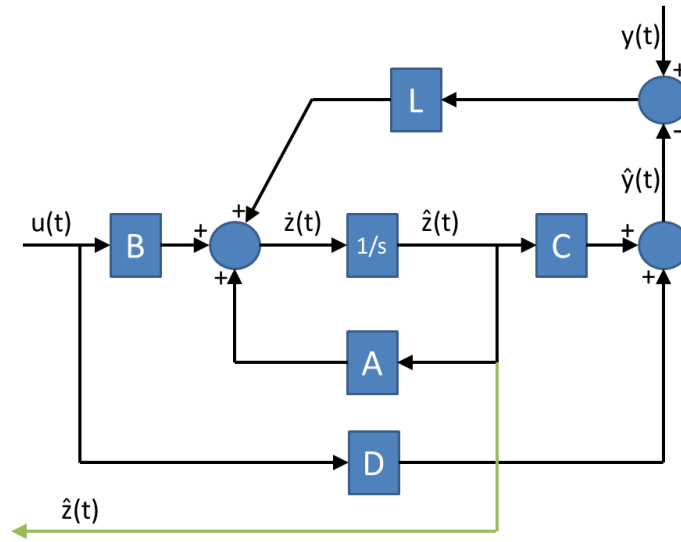 y(t)
+
L
−
ŷ(t)
+
u(t)
B
+
ż(t)
1/s
ẑ(t)
C
+
+
+
A
D
ẑ(t)